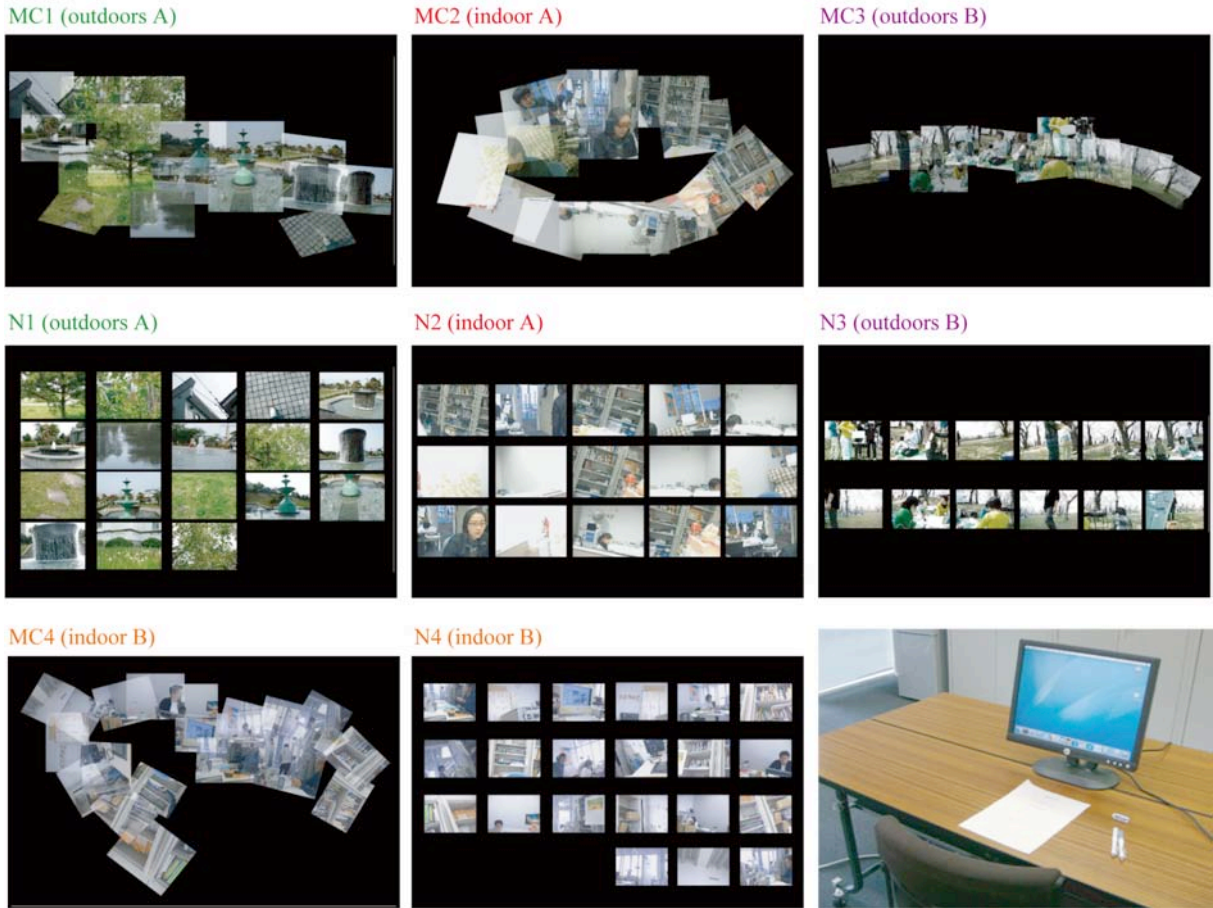 MC1 (outdoors A)
MC2 (indoor A)
MC3 (outdoors B)
N1 (outdoors A)
N2 (indoor A)
N3 (outdoors B)
MC4 (indoor B)
N4 (indoor B)